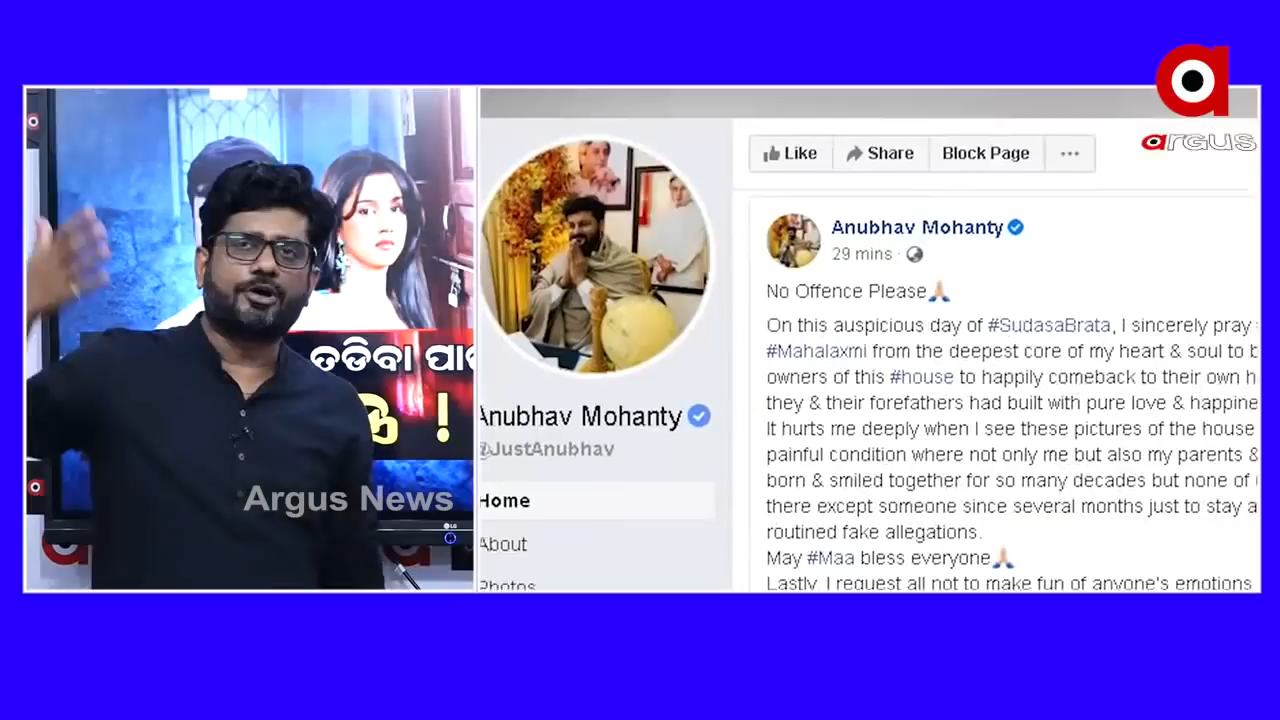 argus
ତଡିବା ପାଇ
!
Argus News
LG
Like
Share
Block Page
Anubhav Mohanty
29 mins
No Offence Please
On this auspicious day of #SudasaBrata, I sincerely pray
#Mahalaxmi from the deepest core of my heart & soul to b
owners of this #house to happily comeback to their own h
they & their forefathers had built with pure love & happine
It hurts me deeply when I see these pictures of the house
painful condition where not only me but also my parents &
born & smiled together for so many decades but none of
there except someone since several months just to stay a
routined fake allegations.
May #Maa bless everyone
Lastly, I request all not to make fun of anyone's emotions
Anubhav Mohanty
@JustAnubhav
Home
About
Photos